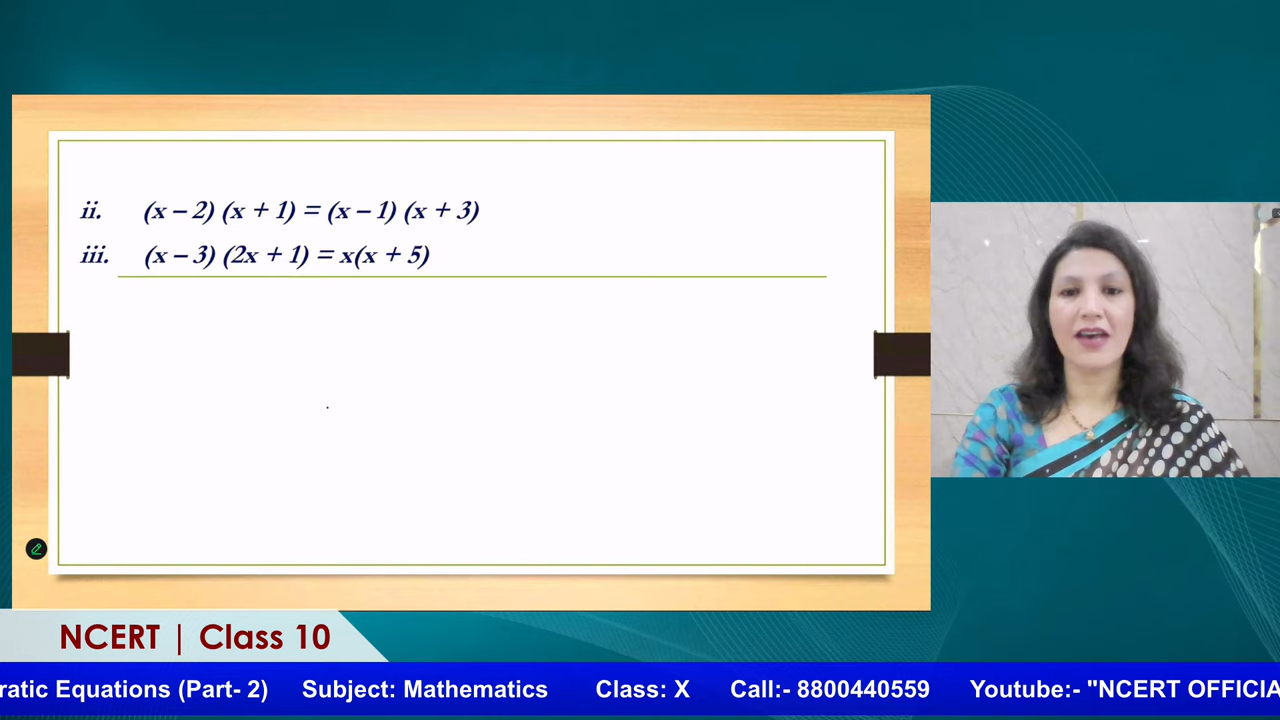 ii. (x – 2) (x + 1) = (x – 1) (x + 3)
iii. (x – 3) (2x + 1) = x(x + 5)
NCERT | Class 10
ratic Equations (Part- 2) Subject: Mathematics Class: X Call:- 8800440559 Youtube:- "NCERT OFFICIA